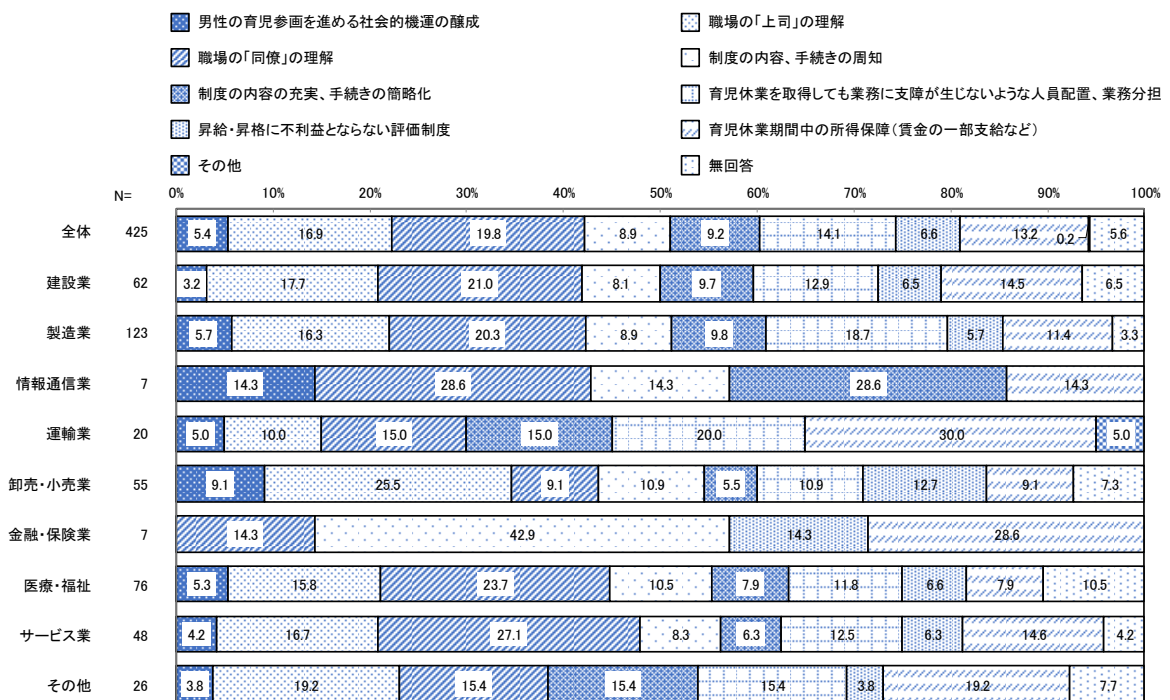 男性の育児参画を進める社会的機運の醸成 職場の「上司」の理解
職場の「同僚」の理解 制度の内容、手続きの周知
制度の内容の充実、手続きの簡略化 育児休業を取得しても業務に支障が生じないような人員配置、業務分担
昇給・昇格に不利益とならない評価制度 育児休業期間中の所得保障(賃金の一部支給など)
その他 無回答
N= 0% 10% 20% 30% 40% 50% 60% 70% 80% 90% 100%
全体 425 5.4 16.9 19.8 8.9 9.2 14.1 6.6 13.2 0.2 5.6
建設業 62 3.2 17.7 21.0 8.1 9.7 12.9 6.5 14.5 6.5
製造業 123 5.7 16.3 20.3 8.9 9.8 18.7 5.7 11.4 3.3
情報通信業 7 14.3 28.6 14.3 28.6 14.3
運輸業 20 5.0 10.0 15.0 15.0 20.0 30.0 5.0
卸売・小売業 55 9.1 25.5 9.1 10.9 5.5 10.9 12.7 9.1 7.3
金融・保険業 7 14.3 42.9 14.3 28.6
医療・福祉 76 5.3 15.8 23.7 10.5 7.9 11.8 6.6 7.9 10.5
サービス業 48 4.2 16.7 27.1 8.3 6.3 12.5 6.3 14.6 4.2
その他 26 3.8 19.2 15.4 15.4 15.4 3.8 19.2 7.7